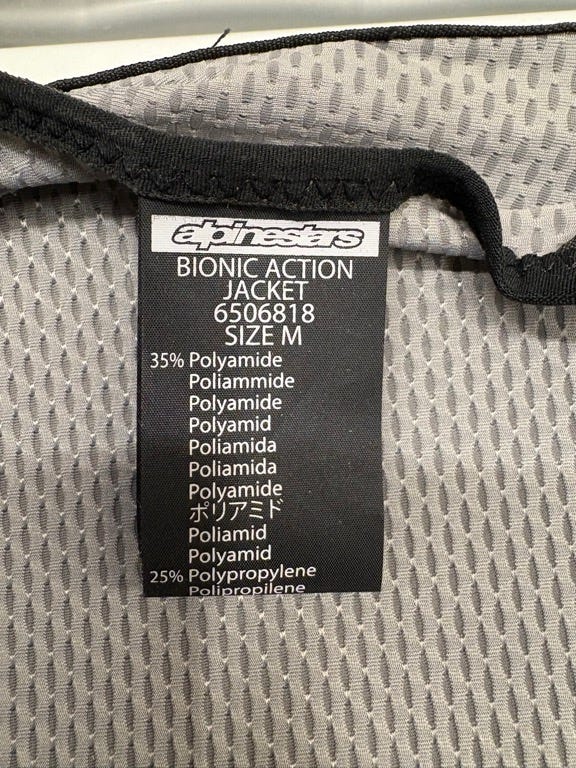 alpinestars
BIONIC ACTION
JACKET
6506818
SIZE M
35% Polyamide
Poliammide
Polyamide
Polyamid
Poliamida
Poliamida
Polyamide
ポリアミド
Poliamid
Polyamid
25% Polypropylene
Polipropilene